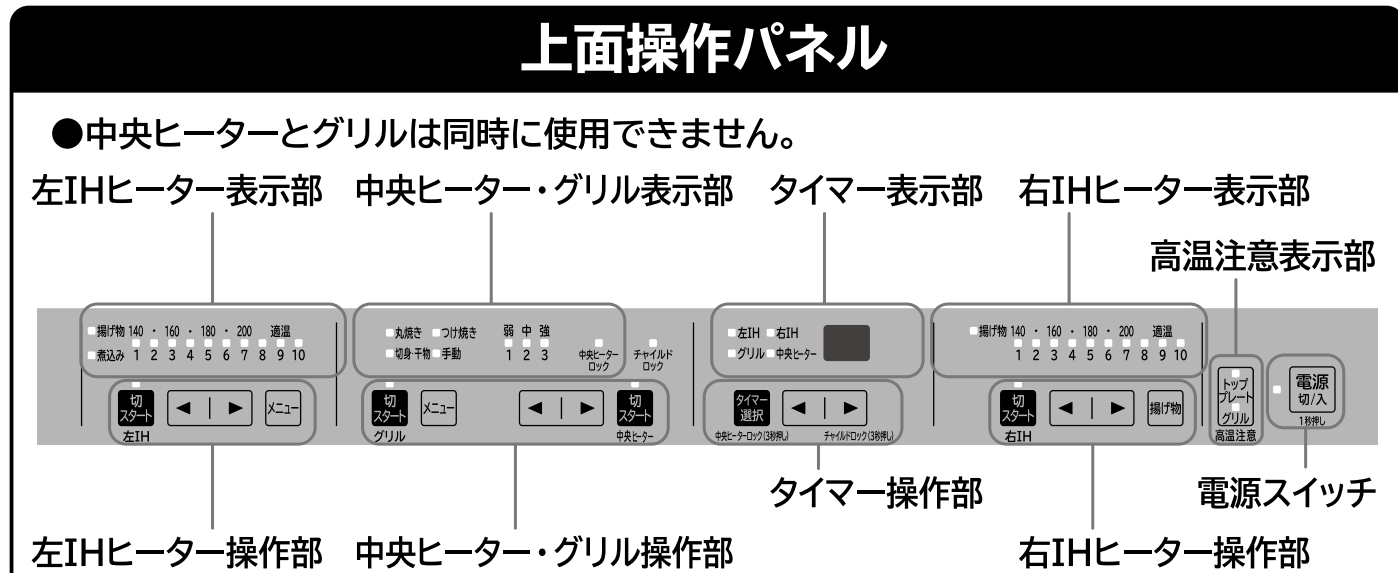 上面操作パネル
●中央ヒーターとグリルは同時に使用できません。
左IHヒーター表示部 中央ヒーター・グリル表示部 タイマー表示部 右IHヒーター表示部
高温注意表示部
揚げ物 140 ・ 160 ・ 180 ・ 200 適温
煮込み 1 2 3 4 5 6 7 8 9 10
切
スタート
◀ | ▶
メニュー
左IH
丸焼き つけ焼き 弱 中 強
切身・干物 手動 1 2 3
中央ヒーター
ロック
チャイルド
ロック
切
スタート
メニュー
グリル
◀ | ▶
切
スタート
中央ヒーター
左IH 右IH
グリル 中央ヒーター
タイマー
選択
◀ | ▶
中央ヒーターロック(3秒押し) チャイルドロック(3秒押し)
揚げ物 140 ・ 160 ・ 180 ・ 200 適温
1 2 3 4 5 6 7 8 9 10
切
スタート
◀ | ▶
揚げ物
右IH
トップ
プレート
グリル
高温注意
電源
切/入
1秒押し
タイマー操作部 電源スイッチ
左IHヒーター操作部 中央ヒーター・グリル操作部 右IHヒーター操作部